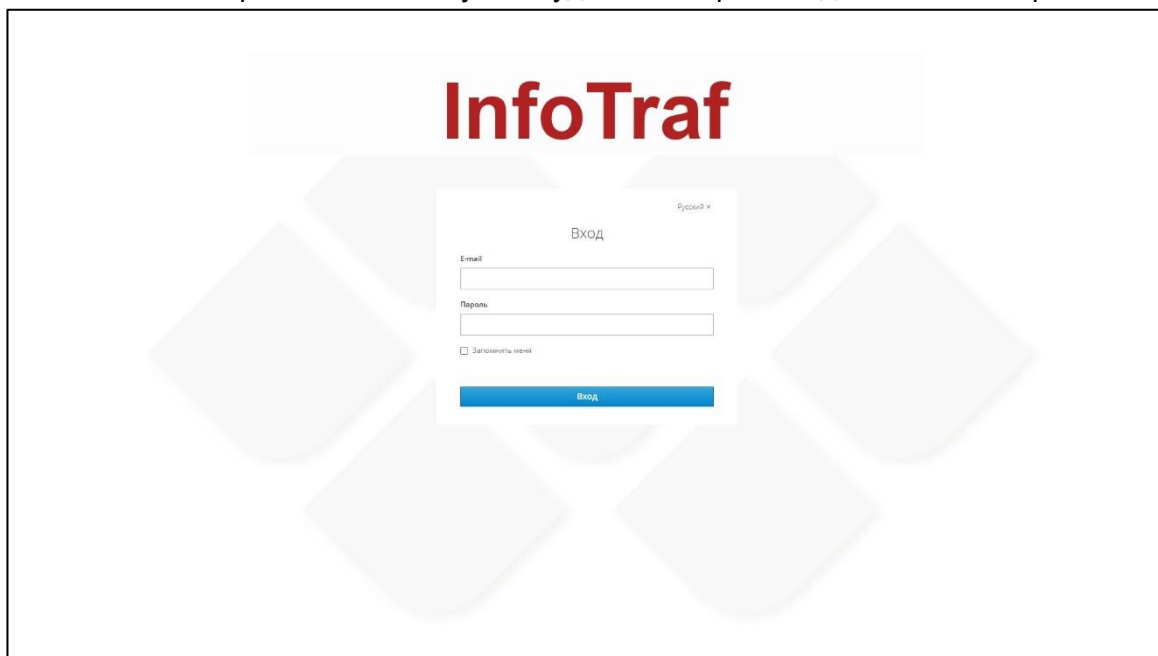 InfoTraf
Русский
Вход
E-mail
Пароль
Запомнить меня
Вход